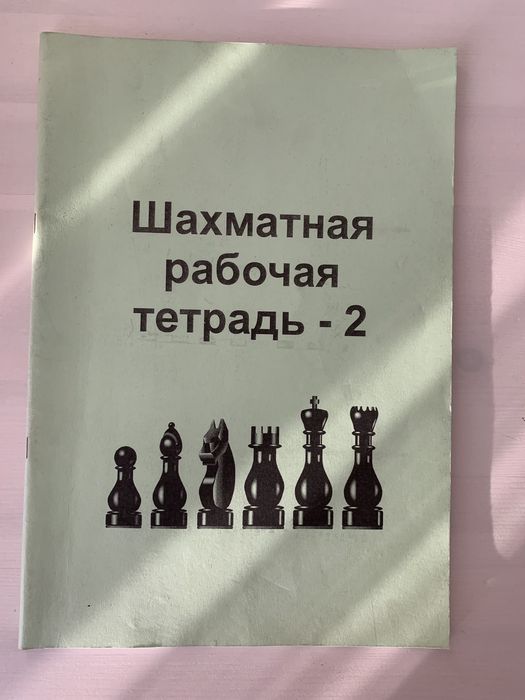 Шахматная
рабочая
тетрадь - 2